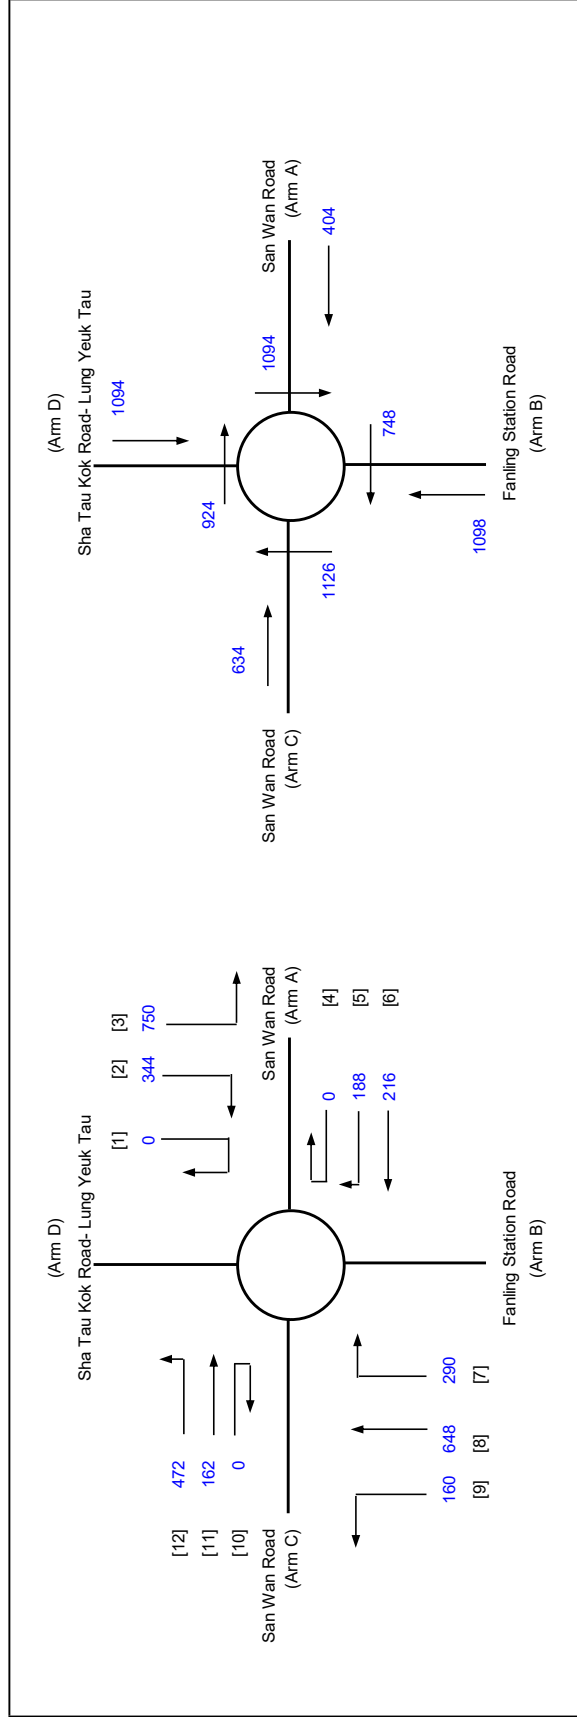 (Arm D)
Sha Tau Kok Road- Lung Yeuk Tau
[1]
[2]
[3]
0
344
750
[12]
472
[11]
162
[10]
0
San Wan Road
(Arm C)
San Wan Road
(Arm A)
0
[4]
188
[5]
216
[6]
160
648
290
[9]
[8]
[7]
Fanling Station Road
(Arm B)
(Arm D)
Sha Tau Kok Road- Lung Yeuk Tau
1094
924
1094
634
San Wan Road
(Arm C)
San Wan Road
(Arm A)
404
1126
748
1098
Fanling Station Road
(Arm B)